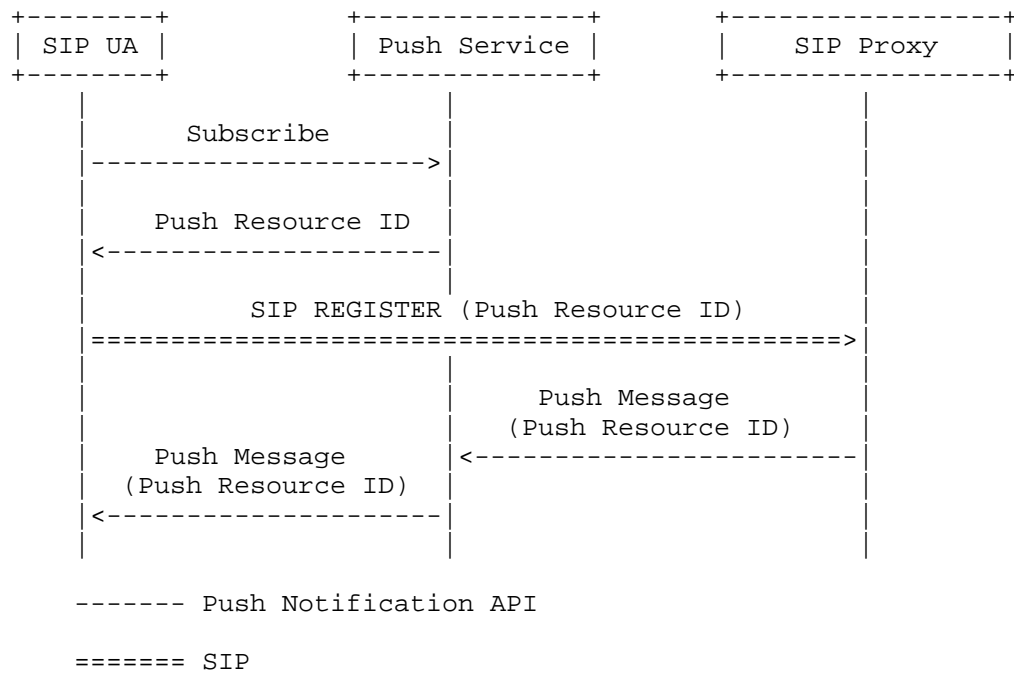 SIP UA Push Service SIP Proxy
Subscribe
Push Resource ID
SIP REGISTER (Push Resource ID)
Push Message
(Push Resource ID)
Push Message
(Push Resource ID)
------- Push Notification API
======= SIP